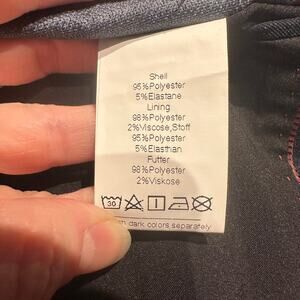 Shell
95%Polyester
5%Elastane
Lining
98%Polyester
2%Viscose,Stoff
95%Polyester
5%Elasthan
Futter
98%Polyester
2%Viskose
30
dark colors separately